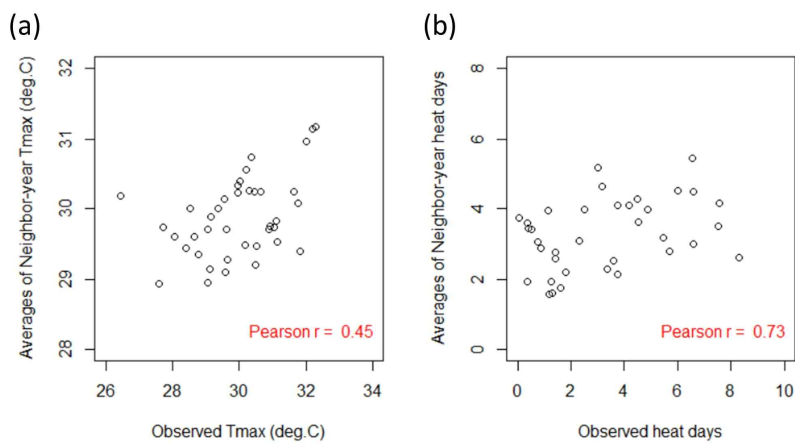 (a)
Averages of Neighbor-year Tmax (deg.C)
32
31
30
29
28
Pearson r = 0.45
26 28 30 32 34
Observed Tmax (deg.C)
(b)
Averages of Neighbor-year heat days
8
6
4
2
0
Pearson r = 0.73
0 2 4 6 8 10
Observed heat days